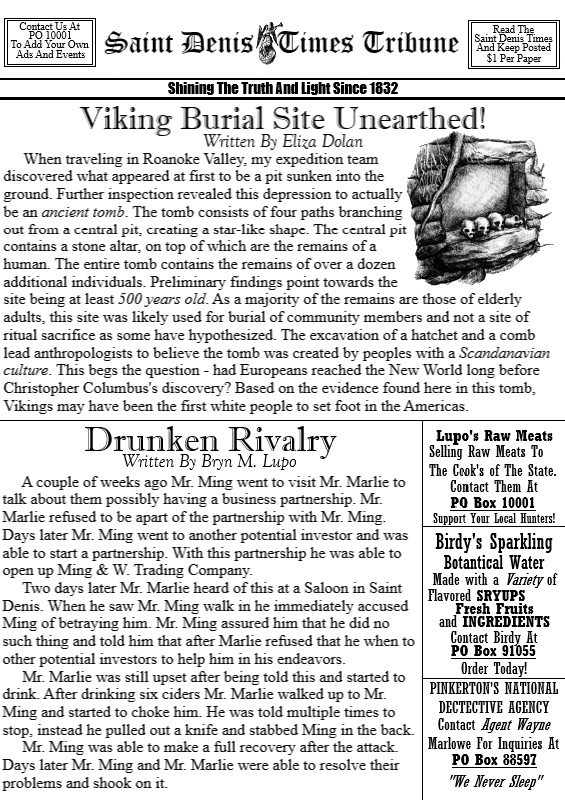 Contact Us At
PO 10001
To Add Your Own
Ads And Events
Saint Denis Times Tribune
Read The
Saint Denis Times
And Keep Posted
$1 Per Paper
Shining The Truth And Light Since 1832
Viking Burial Site Unearthed!
Written By Eliza Dolan
When traveling in Roanoke Valley, my expedition team
discovered what appeared at first to be a pit sunken into the
ground. Further inspection revealed this depression to actually
be an ancient tomb. The tomb consists of four paths branching
out from a central pit, creating a star-like shape. The central pit
contains a stone altar, on top of which are the remains of a
human. The entire tomb contains the remains of over a dozen
additional individuals. Preliminary findings point towards the
site being at least 500 years old. As a majority of the remains are those of elderly
adults, this site was likely used for burial of community members and not a site of
ritual sacrifice as some have hypothesized. The excavation of a hatchet and a comb
lead anthropologists to believe the tomb was created by peoples with a Scandanavian
culture. This begs the question - had Europeans reached the New World long before
Christopher Columbus's discovery? Based on the evidence found here in this tomb,
Vikings may have been the first white people to set foot in the Americas.
Drunken Rivalry
Written By Bryn M. Lupo
A couple of weeks ago Mr. Ming went to visit Mr. Marlie to
talk about them possibly having a business partnership. Mr.
Marlie refused to be apart of the partnership with Mr. Ming.
Days later Mr. Ming went to another potential investor and was
able to start a partnership. With this partnership he was able to
open up Ming & W. Trading Company.
Two days later Mr. Marlie heard of this at a Saloon in Saint
Denis. When he saw Mr. Ming walk in he immediately accused
Ming of betraying him. Mr. Ming assured him that he did no
such thing and told him that after Marlie refused that he when to
other potential investors to help him in his endeavors.
Mr. Marlie was still upset after being told this and started to
drink. After drinking six ciders Mr. Marlie walked up to Mr.
Ming and started to choke him. He was told multiple times to
stop, instead he pulled out a knife and stabbed Ming in the back.
Mr. Ming was able to make a full recovery after the attack.
Days later Mr. Ming and Mr. Marlie were able to resolve their
problems and shook on it.
Lupo's Raw Meats
Selling Raw Meats To
The Cook's of The State.
Contact Them At
PO Box 10001
Support Your Local Hunters!
Birdy's Sparkling
Botanical Water
Made with a Variety of
Flavored SRYUPS
Fresh Fruits
and INGREDIENTS
Contact Birdy At
PO Box 91055
Order Today!
PINKERTON'S NATIONAL
DECTECTIVE AGENCY
Contact Agent Wayne
Marlowe For Inquiries At
PO Box 88597
"We Never Sleep"